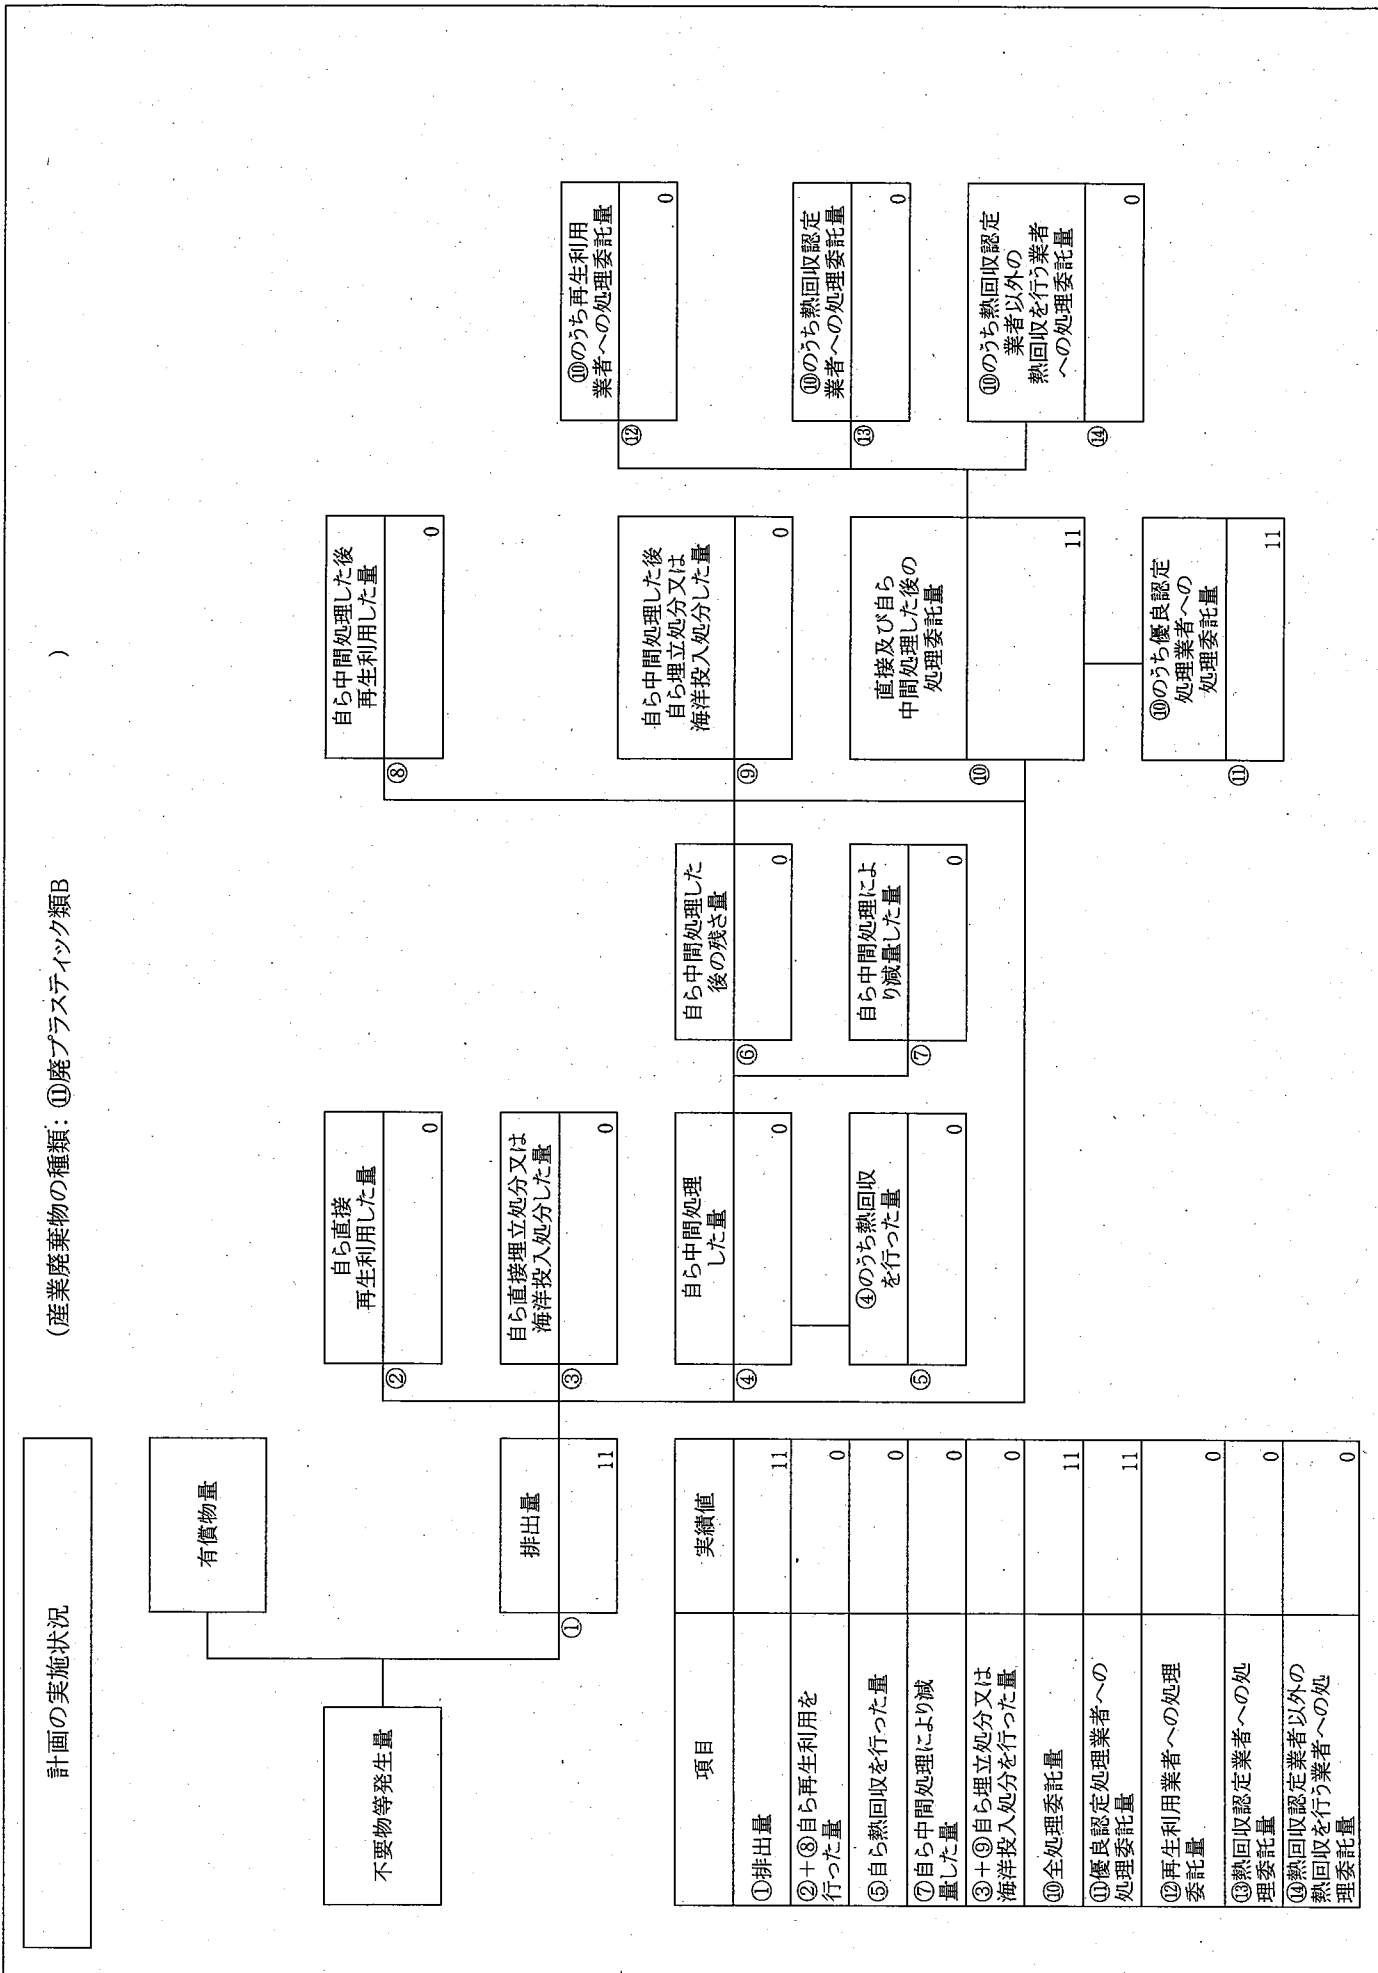 計画の実施状況
(産業廃棄物の種類：⑪廃プラスティック類B
)
不要物等発生量
有償物量
①
排出量
11
②
自ら直接
再生利用した量
0
③
自ら直接埋立処分又は
海洋投入処分した量
0
④
自ら中間処理
した量
0
⑤
④のうち熱回収
を行った量
0
⑥
自ら中間処理した
後の残さ量
0
⑦
自ら中間処理によ
り減量した量
0
⑧
自ら中間処理した後
再生利用した量
0
⑨
自ら中間処理した後
自ら埋立処分又は
海洋投入処分した量
0
⑩
直接及び自ら
中間処理した後の
処理委託量
11
⑪
⑩のうち優良認定
処理業者への
処理委託量
11
⑫
⑩のうち再生利用
業者への処理委託量
0
⑬
⑩のうち熱回収認定
業者への処理委託量
0
⑭
⑩のうち熱回収認定
業者以外の
熱回収を行う業者
への処理委託量
0
項目 実績値
①排出量 11
②＋⑧自ら再生利用を
行った量 0
⑤自ら熱回収を行った量 0
⑦自ら中間処理により減
量した量 0
③＋⑨自ら埋立処分又は
海洋投入処分を行った量 0
⑩全処理委託量 11
⑪優良認定処理業者への
処理委託量 11
⑫再生利用業者への処理
委託量 0
⑬熱回収認定業者への処
理委託量 0
⑭熱回収認定業者以外の
熱回収を行う業者への処
理委託量 0